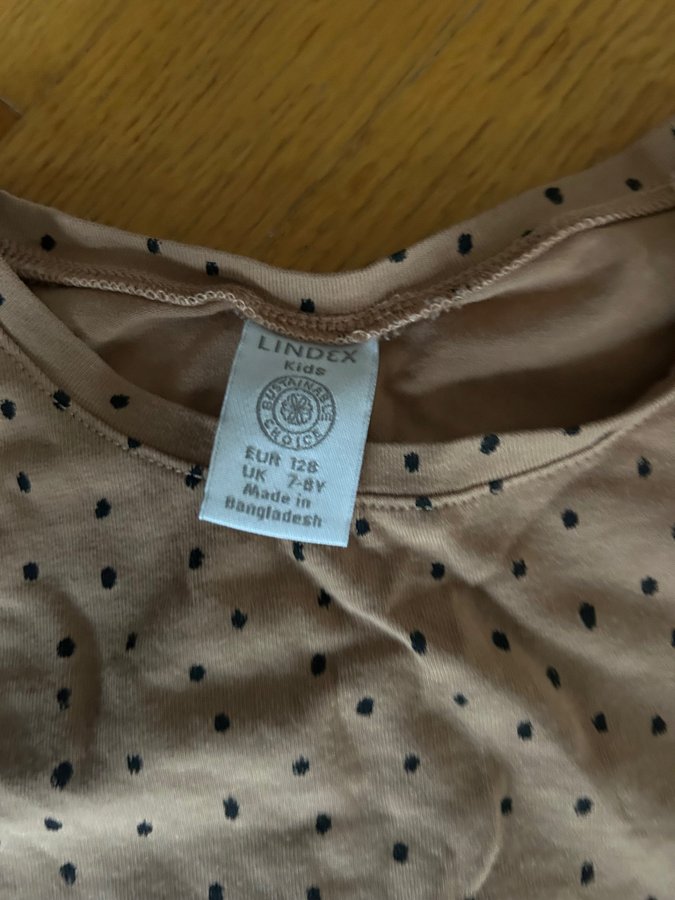 LINDEX
Kids
SUSTAINABLE
CHOICE
EUR 128
UK 7-8Y
Made in
Bangladesh